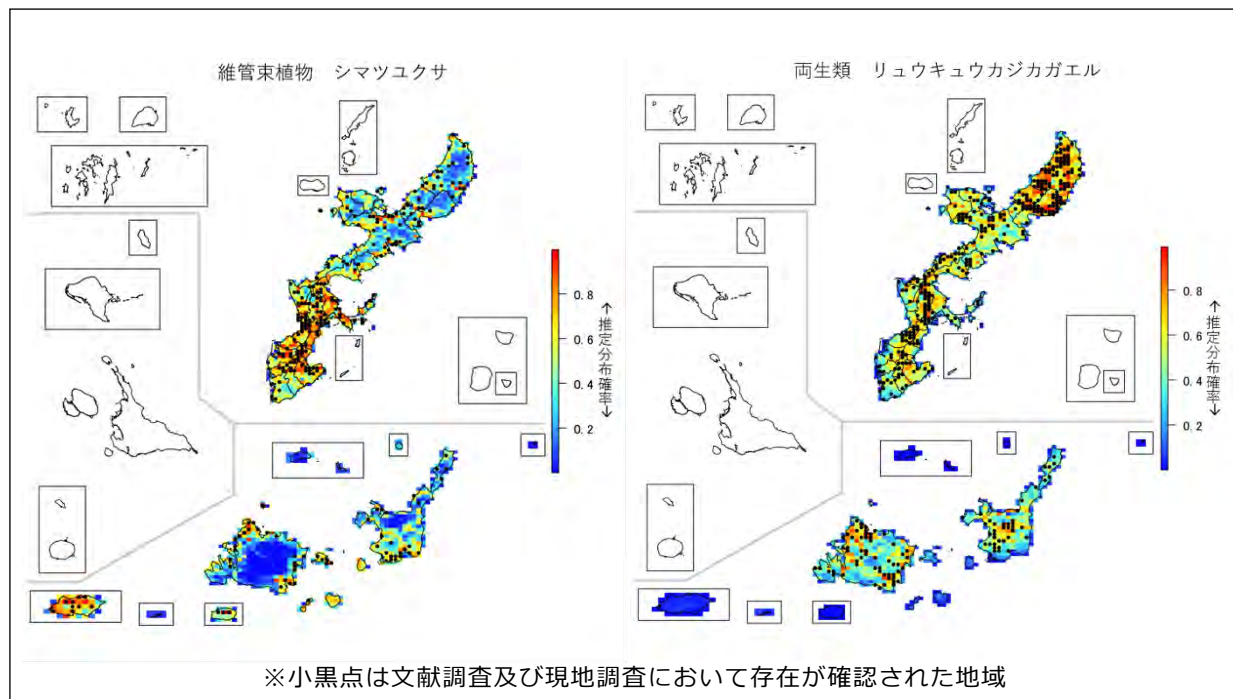 維管束植物 シマツユクサ
0.8
0.6
0.4
0.2
↑推定分布確率↓
両生類 リュウキュウカジカガエル
0.8
0.6
0.4
0.2
↑推定分布確率↓
※小黒点は文献調査及び現地調査において存在が確認された地域